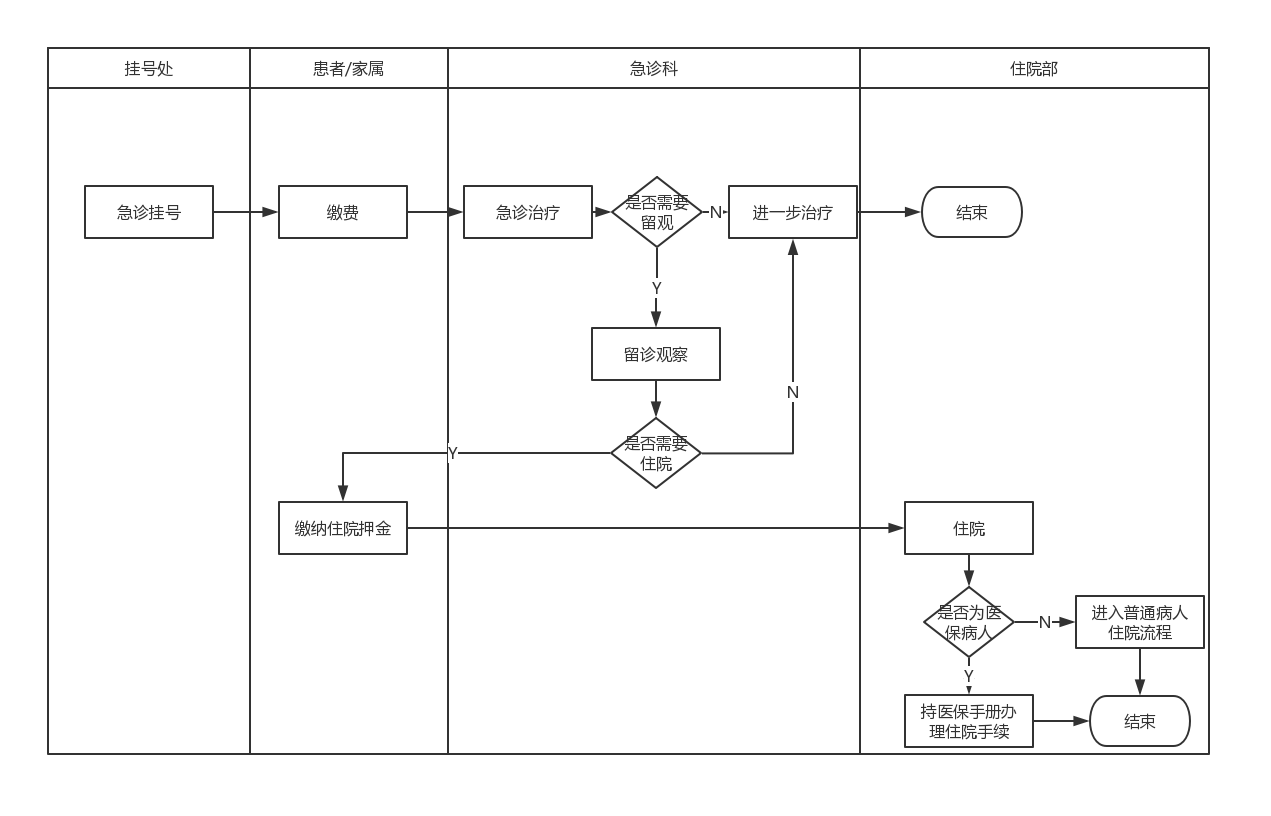 挂号处
患者/家属
急诊科
住院部
急诊挂号
缴费
急诊治疗
是否需要
留观
N
进一步治疗
结束
Y
留诊观察
N
是否需要
住院
Y
缴纳住院押金
住院
是否为医
保病人
N
进入普通病人
住院流程
Y
持医保手册办
理住院手续
结束